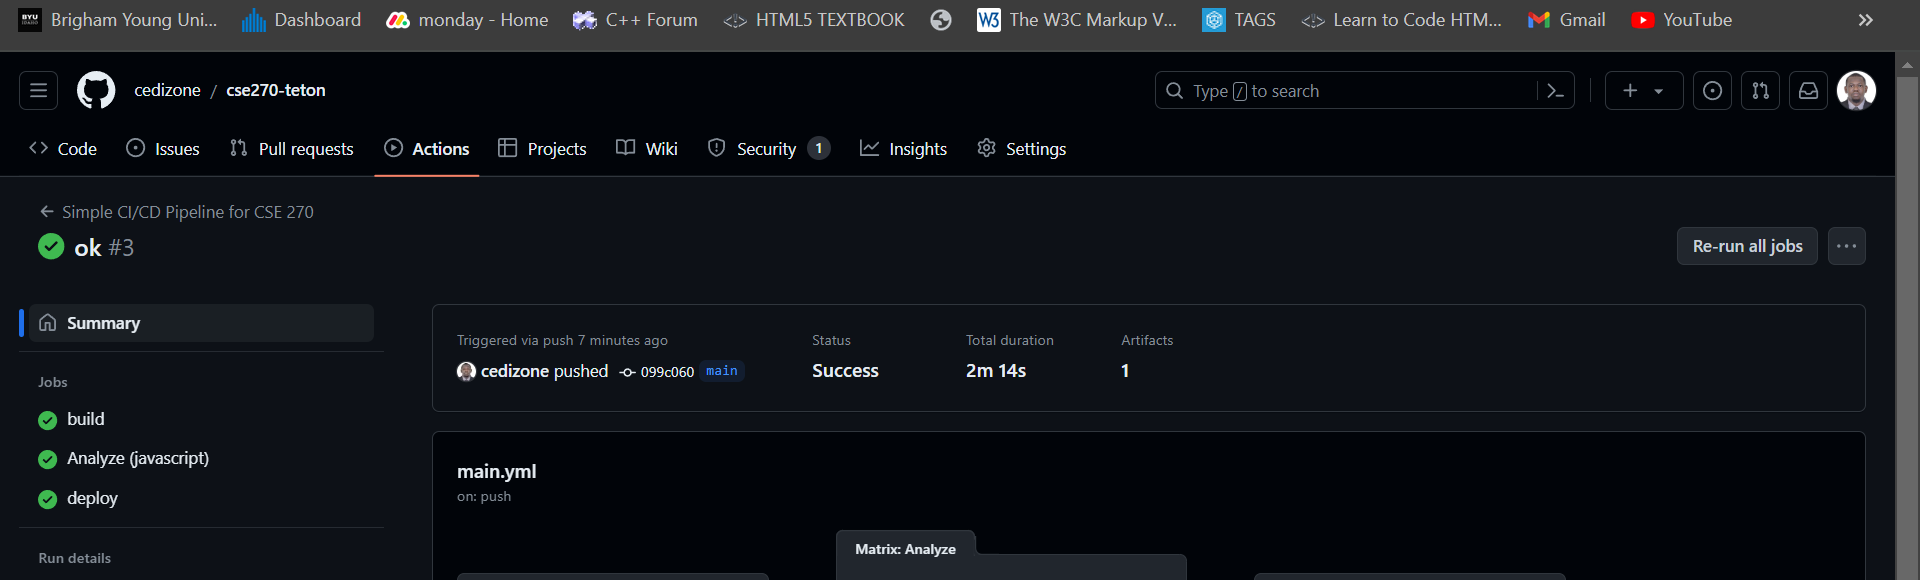 BYU IDAHO Brigham Young Uni... Dashboard monday - Home C++ Forum HTML5 TEXTBOOK W3 The W3C Markup V... TAGS Learn to Code HTM... Gmail YouTube »
cedizone / cse270-teton Type / to search
Code Issues Pull requests Actions Projects Wiki Security 1 Insights Settings
← Simple CI/CD Pipeline for CSE 270
ok #3 Re-run all jobs ...
Summary
Jobs
build
Analyze (javascript)
deploy
Run details
Triggered via push 7 minutes ago Status Total duration Artifacts
cedizone pushed 099c060 main Success 2m 14s 1
main.yml
on: push
Matrix: Analyze